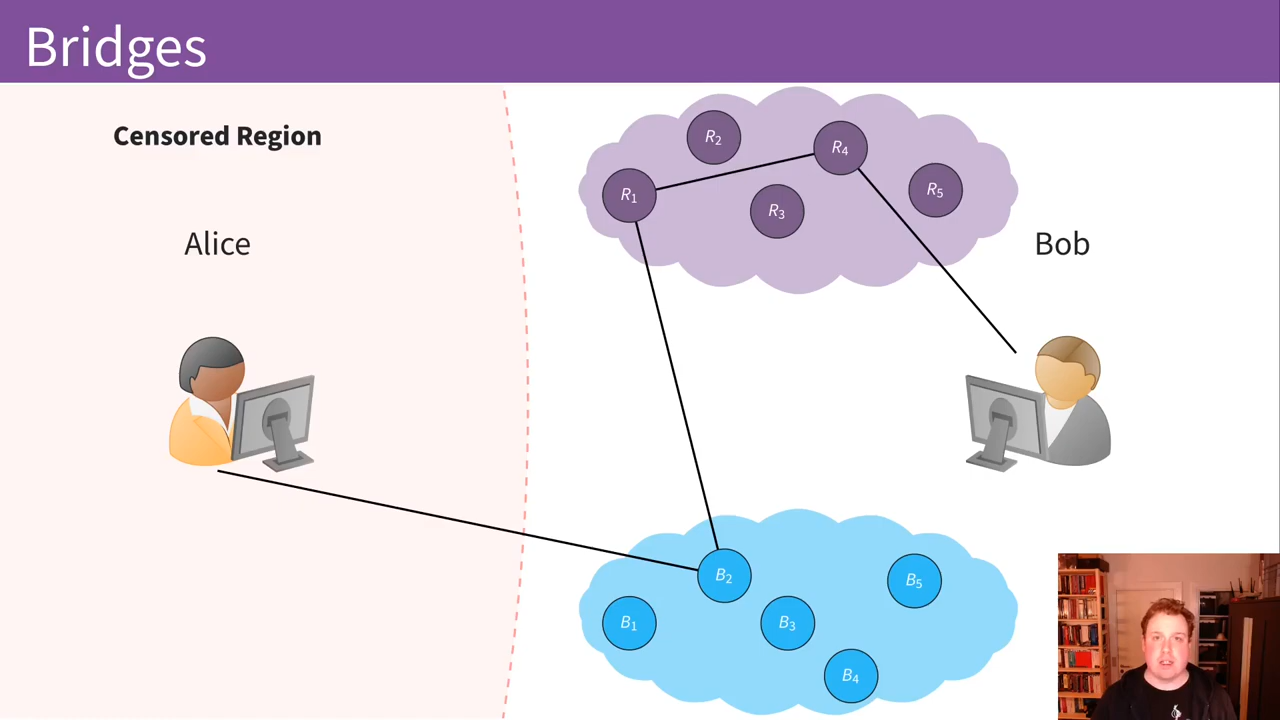 Bridges
Censored Region
Alice
Bob
R₁
R₂
R₃
R₄
R₅
B₁
B₂
B₃
B₄
B₅